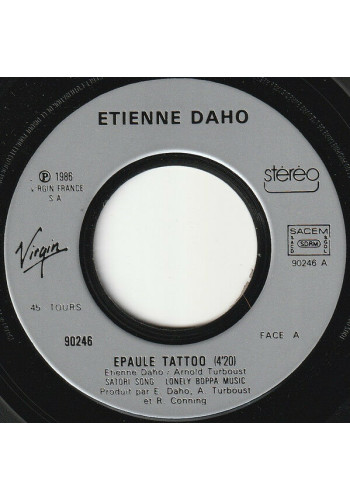 ETIENNE DAHO
℗ 1986
VIRGIN FRANCE
S.A
stéréo
SACEM
SDRM
90246 A
Virgin
45 TOURS
FACE A
90246
EPAULE TATTOO (4'20)
Etienne Daho / Arnold Turboust
SATORI SONG LONELY BOPPA MUSIC
Produit par E. Daho, A. Turboust
et R. Conning